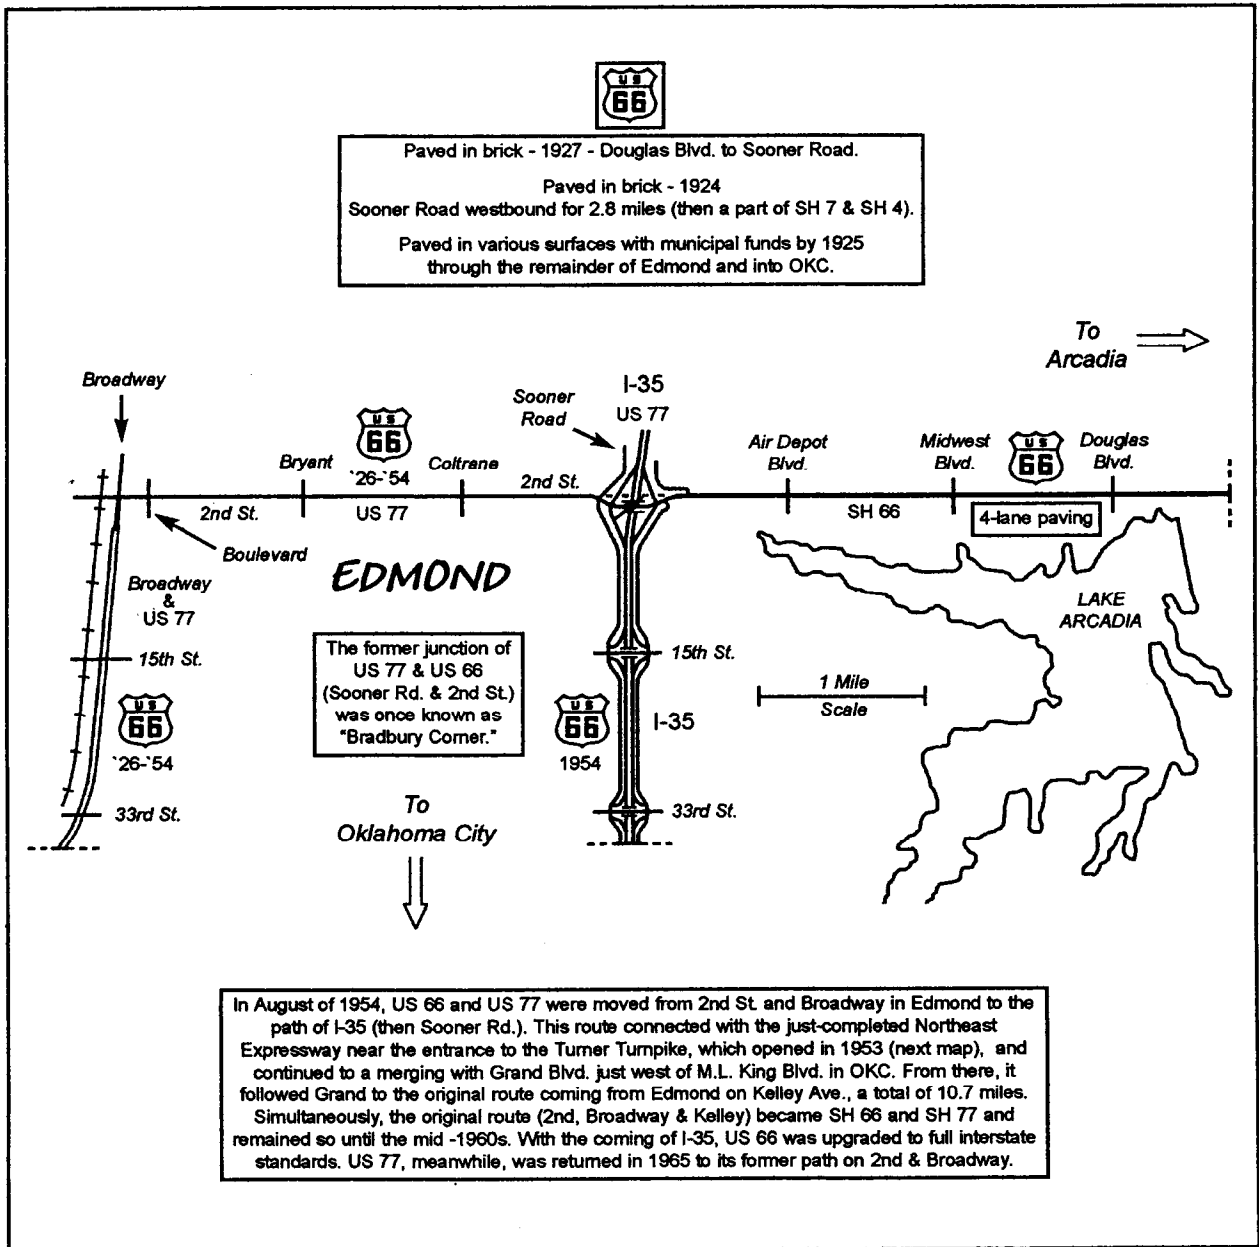 US
66
Paved in brick - 1927 - Douglas Blvd. to Sooner Road.
Paved in brick - 1924
Sooner Road westbound for 2.8 miles (then a part of SH 7 & SH 4).
Paved in various surfaces with municipal funds by 1925
through the remainder of Edmond and into OKC.
To
Arcadia
Broadway
I-35
US 77
Sooner
Road
US
66
'26-'54
Bryant
Coltrane
2nd St.
Air Depot
Blvd.
Midwest
Blvd.
US
66
Douglas
Blvd.
2nd St.
US 77
SH 66
4-lane paving
Boulevard
EDMOND
Broadway
&
US 77
LAKE
ARCADIA
The former junction of
US 77 & US 66
(Sooner Rd. & 2nd St.)
was once known as
"Bradbury Corner."
15th St.
15th St.
1 Mile
Scale
US
66
'26-'54
US
66
1954
I-35
33rd St.
33rd St.
To
Oklahoma City
In August of 1954, US 66 and US 77 were moved from 2nd St. and Broadway in Edmond to the
path of I-35 (then Sooner Rd.). This route connected with the just-completed Northeast
Expressway near the entrance to the Turner Turnpike, which opened in 1953 (next map), and
continued to a merging with Grand Blvd. just west of M.L. King Blvd. in OKC. From there, it
followed Grand to the original route coming from Edmond on Kelley Ave., a total of 10.7 miles.
Simultaneously, the original route (2nd, Broadway & Kelley) became SH 66 and SH 77 and
remained so until the mid -1960s. With the coming of I-35, US 66 was upgraded to full interstate
standards. US 77, meanwhile, was returned in 1965 to its former path on 2nd & Broadway.